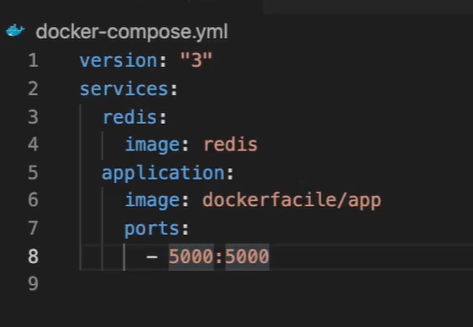 docker-compose.yml
1 version: "3"
2 services:
3   redis:
4     image: redis
5   application:
6     image: dockerfacile/app
7     ports:
8       - 5000:5000
9